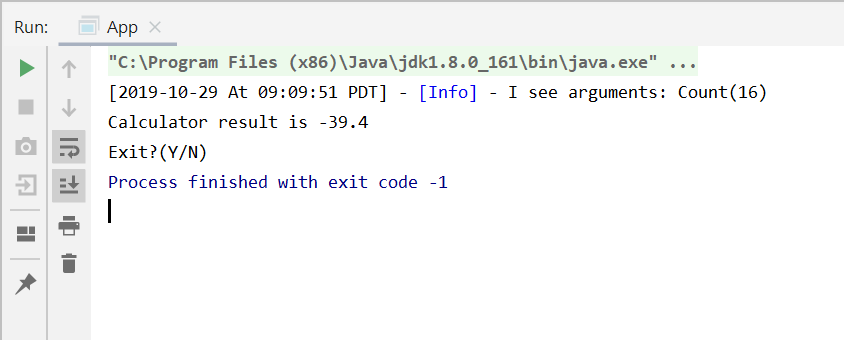 Run: App
"C:\Program Files (x86)\Java\jdk1.8.0_161\bin\java.exe" ...
[2019-10-29 At 09:09:51 PDT] - [Info] - I see arguments: Count(16)
Calculator result is -39.4
Exit?(Y/N)
Process finished with exit code -1